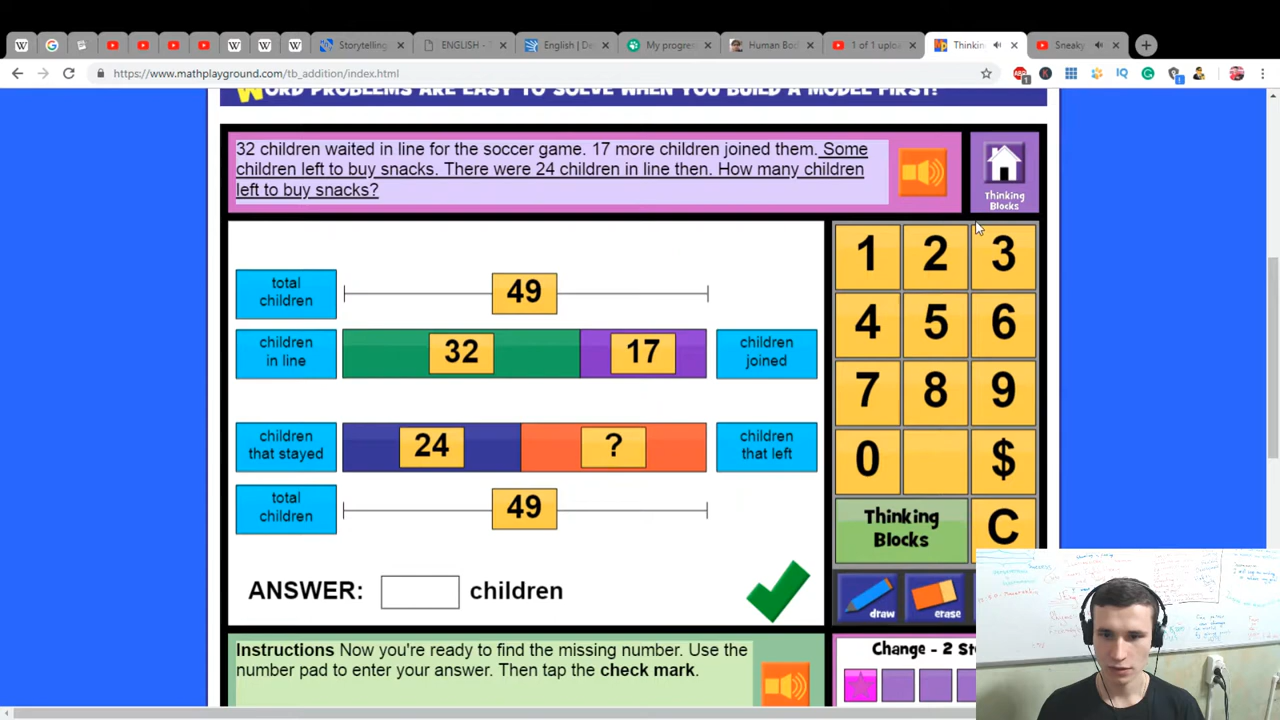 Storytelling
ENGLISH - T
English | De
My progre
Human Bo
1 of 1 uploa
Thinkin
Sneaky
https://www.mathplayground.com/tb_addition/index.html
WORD PROBLEMS ARE EASY TO SOLVE WHEN YOU BUILD A MODEL FIRST!
32 children waited in line for the soccer game. 17 more children joined them. Some
children left to buy snacks. There were 24 children in line then. How many children
left to buy snacks?
Thinking
Blocks
total
children
49
children
in line
32
17
children
joined
children
that stayed
24
?
children
that left
total
children
49
ANSWER:
children
1 2 3
4 5 6
7 8 9
0 $
Thinking
Blocks
C
draw
erase
Instructions Now you're ready to find the missing number. Use the
number pad to enter your answer. Then tap the check mark.
Change - 2 St